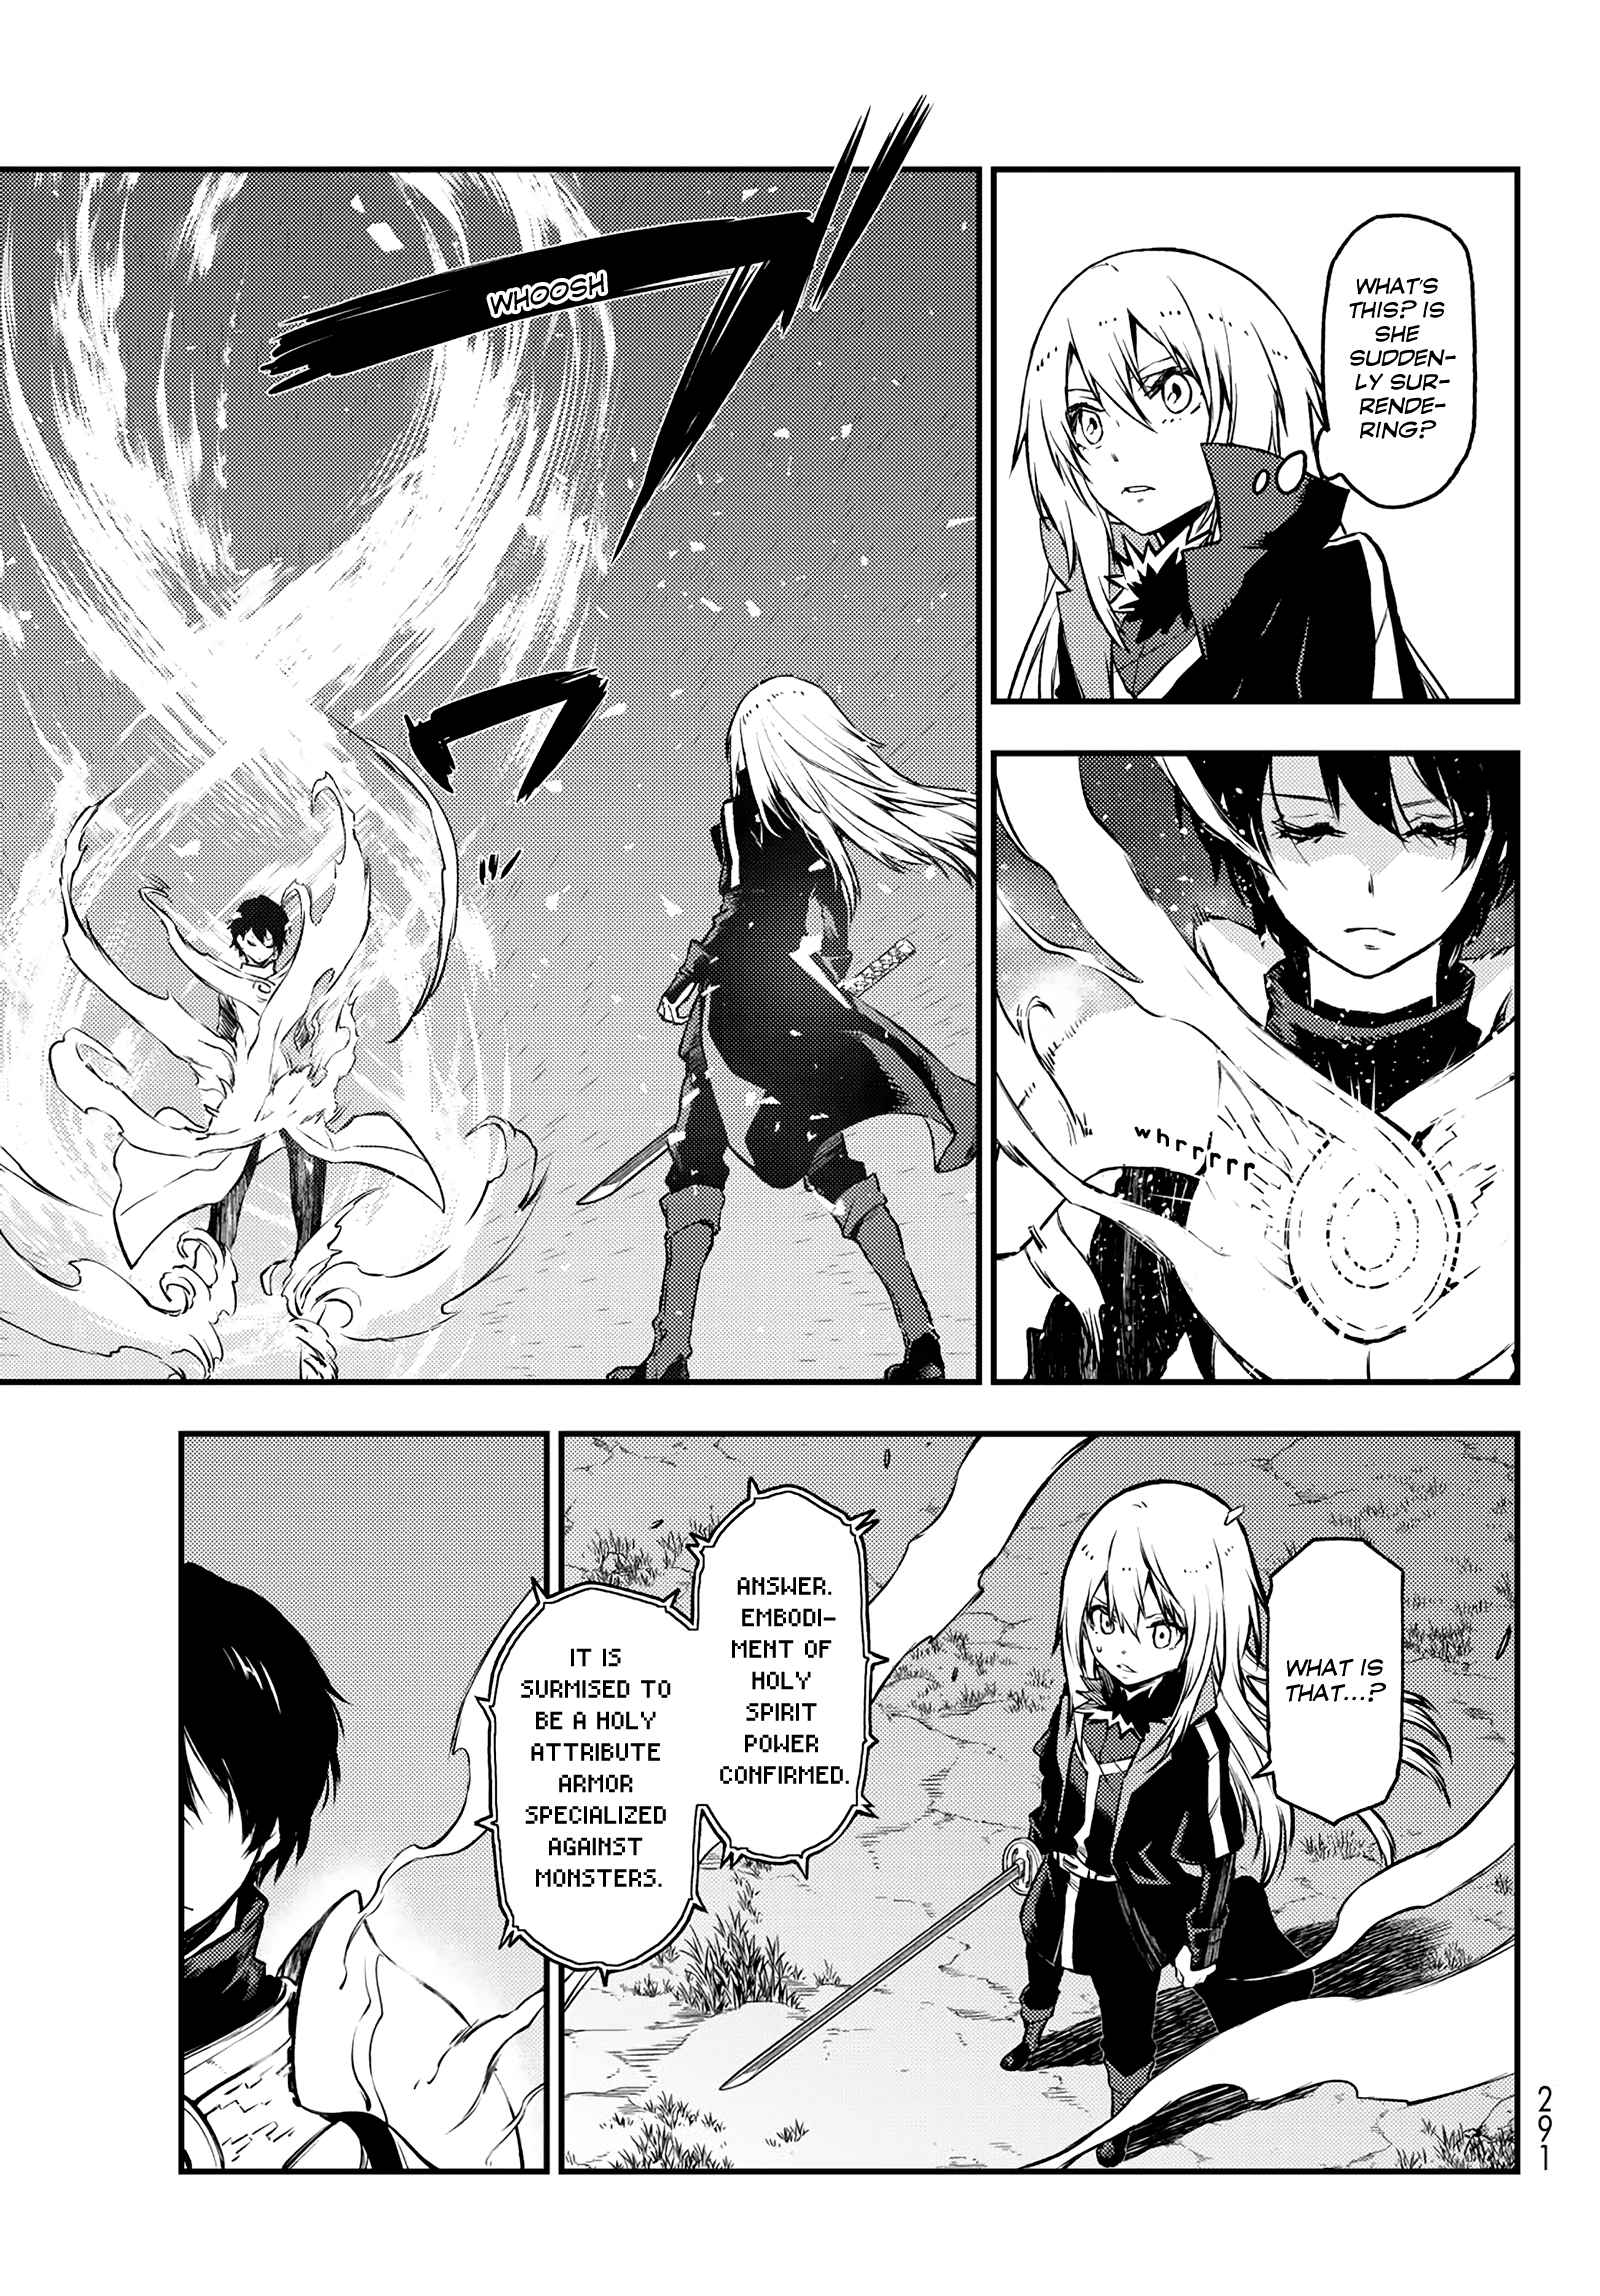 WHAT'S
THIS? IS
SHE
SUDDEN-
LY SUR-
RENDE-
RING?
whrrrrr
WHOOSH
WHAT IS
THAT...?
ANSWER.
EMBODI-
MENT OF
HOLY
SPIRIT
POWER
CONFIRMED.
IT IS
SURMISED TO
BE A HOLY
ATTRIBUTE
ARMOR
SPECIALIZED
AGAINST
MONSTERS.
291